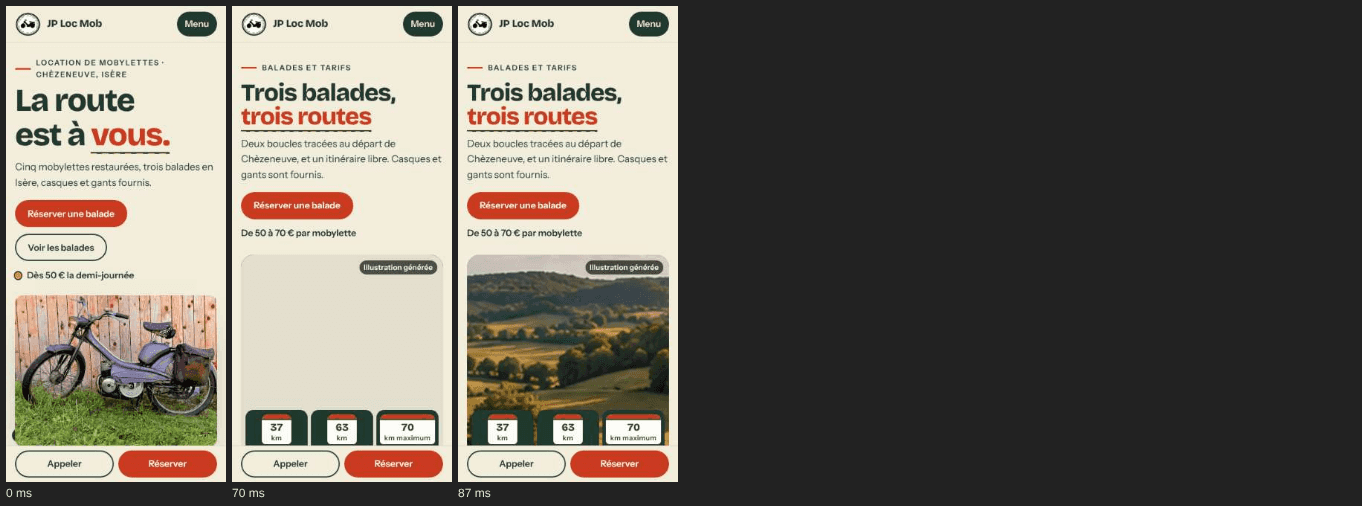 JP Loc Mob
Menu
LOCATION DE MOBYLETTES ·
CHÈZENEUVE, ISÈRE
La route
est à vous.
Cinq mobylettes restaurées, trois balades en
Isère, casques et gants fournis.
Réserver une balade
Voir les balades
Dès 50 € la demi-journée
Appeler
Réserver
0 ms
JP Loc Mob
Menu
BALADES ET TARIFS
Trois balades,
trois routes
Deux boucles tracées au départ de
Chèzeneuve, et un itinéraire libre. Casques et
gants sont fournis.
Réserver une balade
De 50 à 70 € par mobylette
Illustration générée
37
km
63
km
70
km maximum
Appeler
Réserver
70 ms
JP Loc Mob
Menu
BALADES ET TARIFS
Trois balades,
trois routes
Deux boucles tracées au départ de
Chèzeneuve, et un itinéraire libre. Casques et
gants sont fournis.
Réserver une balade
De 50 à 70 € par mobylette
Illustration générée
37
km
63
km
70
km maximum
Appeler
Réserver
87 ms